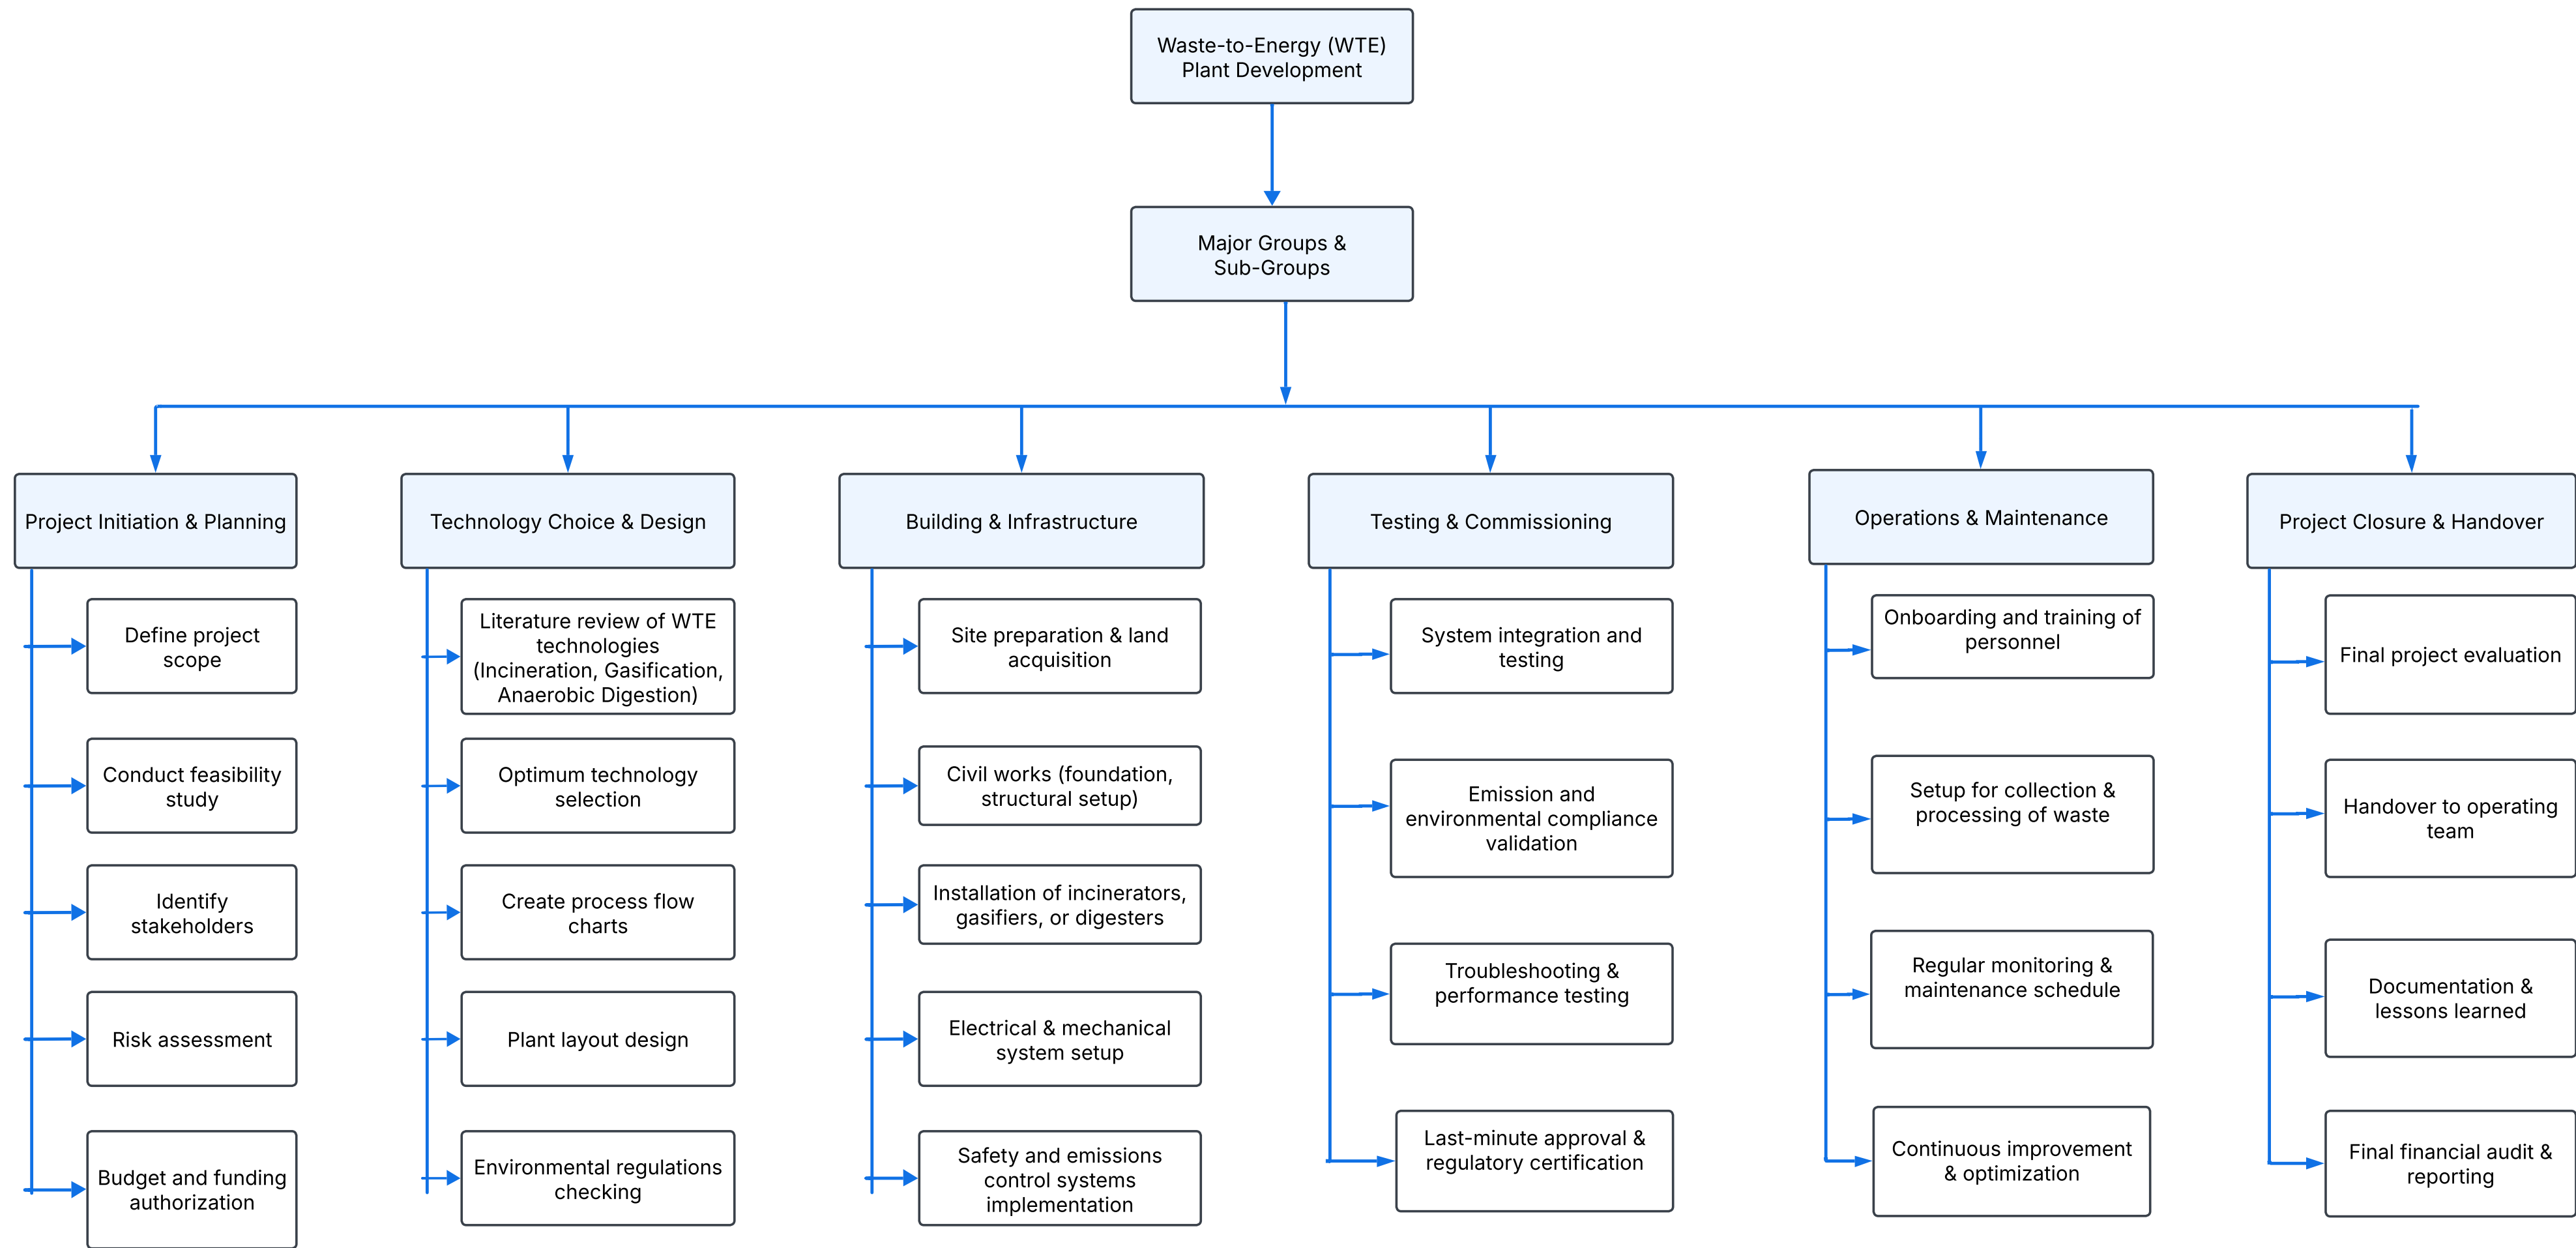 Waste-to-Energy (WTE)
Plant Development
Major Groups &
Sub-Groups
Project Initiation & Planning
Technology Choice & Design
Building & Infrastructure
Testing & Commissioning
Operations & Maintenance
Project Closure & Handover
Define project
scope
Conduct feasibility
study
Identify
stakeholders
Risk assessment
Budget and funding
authorization
Literature review of WTE
technologies
(Incineration, Gasification,
Anaerobic Digestion)
Optimum technology
selection
Create process flow
charts
Plant layout design
Environmental regulations
checking
Site preparation & land
acquisition
Civil works (foundation,
structural setup)
Installation of incinerators,
gasifiers, or digesters
Electrical & mechanical
system setup
Safety and emissions
control systems
implementation
System integration and
testing
Emission and
environmental compliance
validation
Troubleshooting &
performance testing
Last-minute approval &
regulatory certification
Onboarding and training of
personnel
Setup for collection &
processing of waste
Regular monitoring &
maintenance schedule
Continuous improvement
& optimization
Final project evaluation
Handover to operating
team
Documentation &
lessons learned
Final financial audit &
reporting